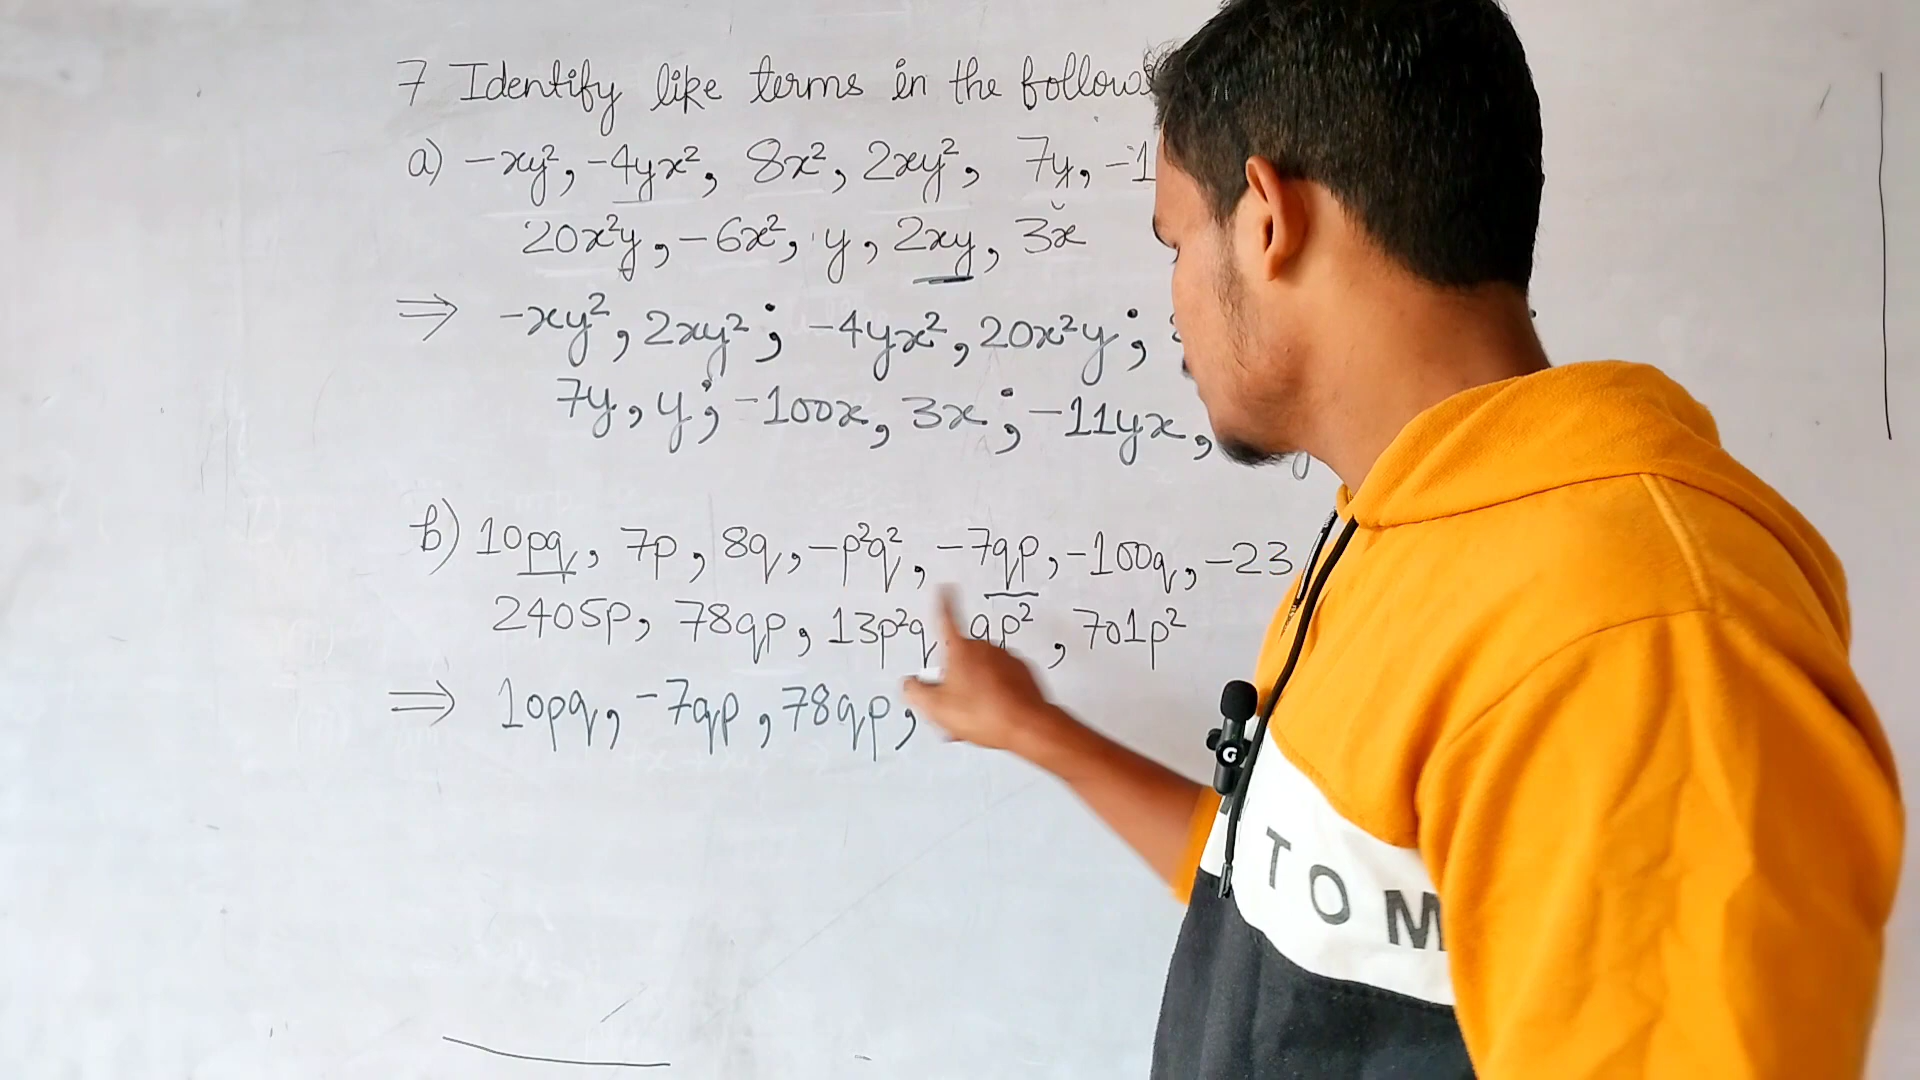 7 Identify like terms in the follow
a) -xy², -4yx², 8x², 2xy², 7y, -1
20x²y, -6x², y, 2xy, 3x
⇒ -xy², 2xy²; -4yx², 20x²y;
7y, y; -100x, 3x; -11yx,
b) 10pq, 7p, 8q, -p²q², -7qp, -100q, -23
2405p, 78qp, 13p²q qp², 701p²
⇒ 10pq, -7qp, 78qp,
G
TOM